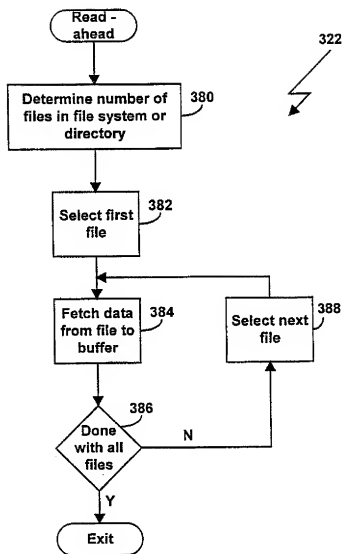 Read -
ahead
322
Determine number of
files in file system or
directory
380
Select first
file
382
Fetch data
from file to
buffer
384
Select next
file
388
Done
with all
files
386
N
Y
Exit